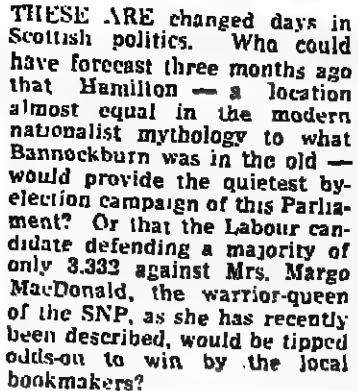 THESE ARE changed days in
Scottish politics. Who could
have forecast three months ago
that Hamilton — a location
almost equal in the modern
nationalist mythology to what
Bannockburn was in the old —
would provide the quietest by-
election campaign of this Parlia-
ment? Or that the Labour can-
didate defending a majority of
only 3.332 against Mrs. Margo
MacDonald, the warrior-queen
of the SNP, as she has recently
been described, would be tipped
odds-on to win by the local
bookmakers?